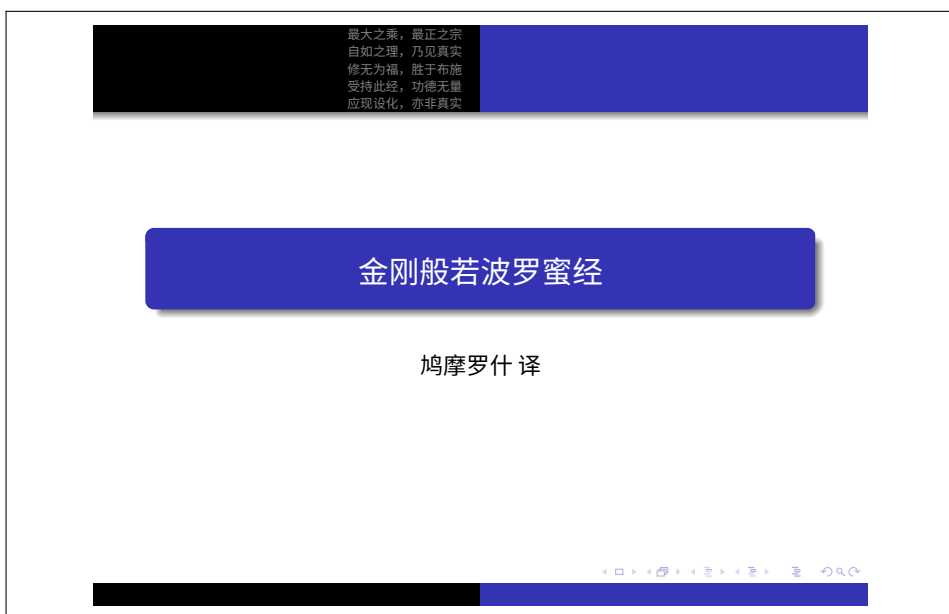 最大之乘，最正之宗
自如之理，乃见真实
修无为福，胜于布施
受持此经，功德无量
应现设化，亦非真实
金刚般若波罗蜜经
鸠摩罗什 译